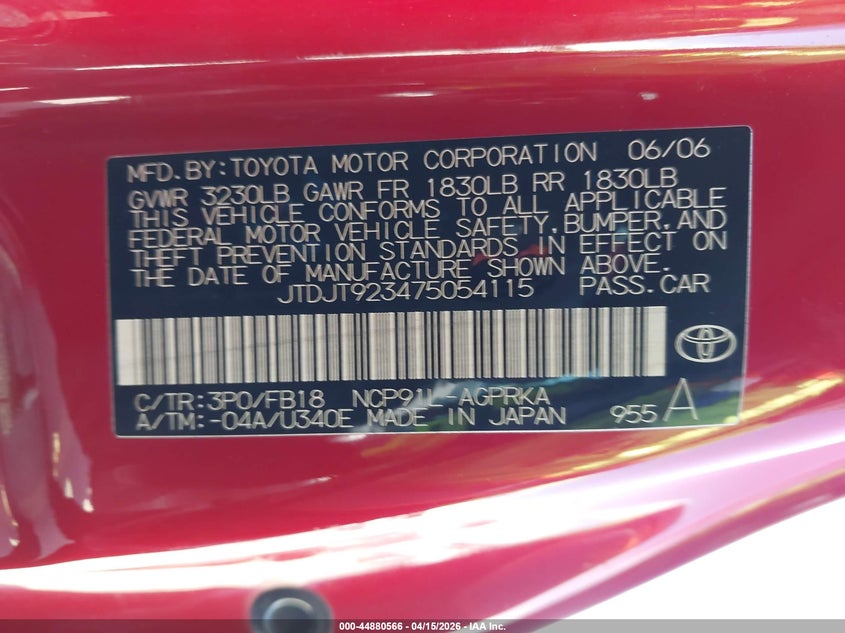 MFD.BY:TOYOTA MOTOR CORPORATION 06/06
GVWR 3230LB GAWR FR 1830LB RR 1830LB
THIS VEHICLE CONFORMS TO ALL APPLICABLE
FEDERAL MOTOR VEHICLE SAFETY,BUMPER,AND
THEFT PREVENTION STANDARDS IN EFFECT ON
THE DATE OF MANUFACTURE SHOWN ABOVE.
JTDJT923475054115 PASS.CAR
C/TR:3P0/FB18 NCP91L-AGPRKA
A/TM:-04A/U340E MADE IN JAPAN 955 A
000-44880566 - 04/15/2026 - IAA Inc.